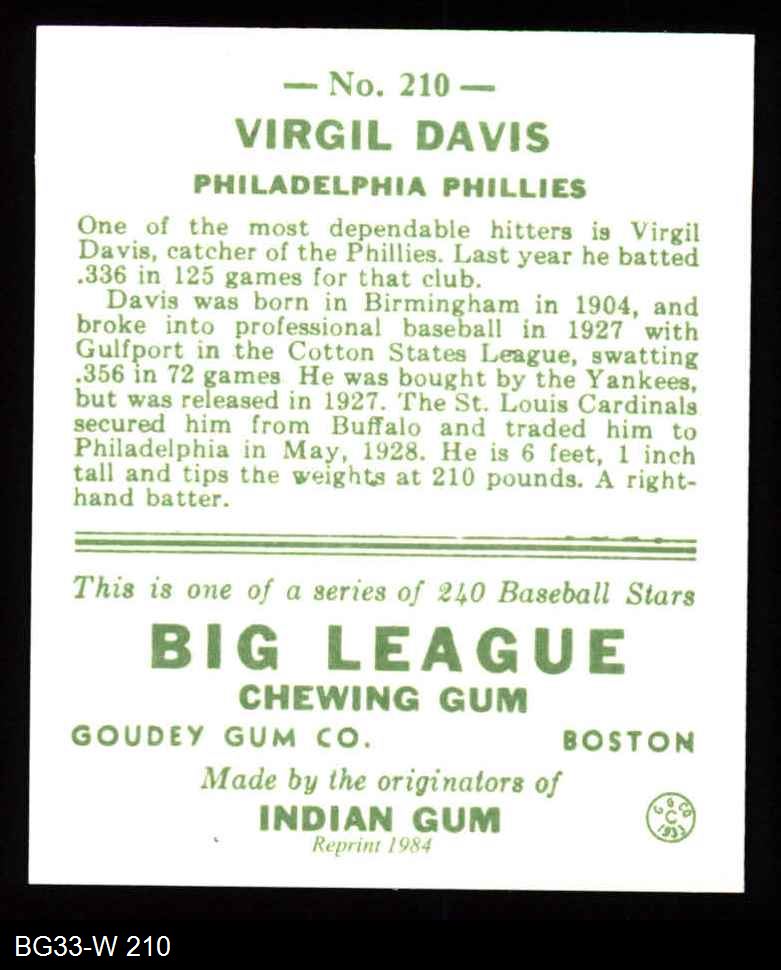 — No. 210 —
VIRGIL DAVIS
PHILADELPHIA PHILLIES
One of the most dependable hitters is Virgil
Davis, catcher of the Phillies. Last year he batted
.336 in 125 games for that club.
Davis was born in Birmingham in 1904, and
broke into professional baseball in 1927 with
Gulfport in the Cotton States League, swatting
.356 in 72 games. He was bought by the Yankees,
but was released in 1927. The St. Louis Cardinals
secured him from Buffalo and traded him to
Philadelphia in May, 1928. He is 6 feet, 1 inch
tall and tips the weights at 210 pounds. A right-
hand batter.
This is one of a series of 240 Baseball Stars
BIG LEAGUE
CHEWING GUM
GOUDEY GUM CO. BOSTON
Made by the originators of
INDIAN GUM
Reprint 1984
G G CO
C
1933
BG33-W 210